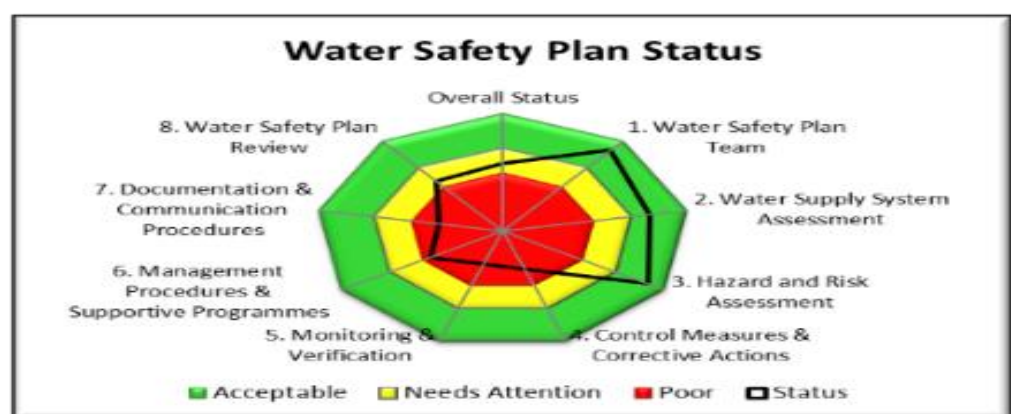 Water Safety Plan Status
Overall Status
8. Water Safety Plan
Review
1. Water Safety Plan
Team
7. Documentation &
Communication
Procedures
2. Water Supply System
Assessment
6. Management
Procedures &
Supportive Programmes
3. Hazard and Risk
Assessment
5. Monitoring &
Verification
4. Control Measures &
Corrective Actions
Acceptable Needs Attention Poor Status